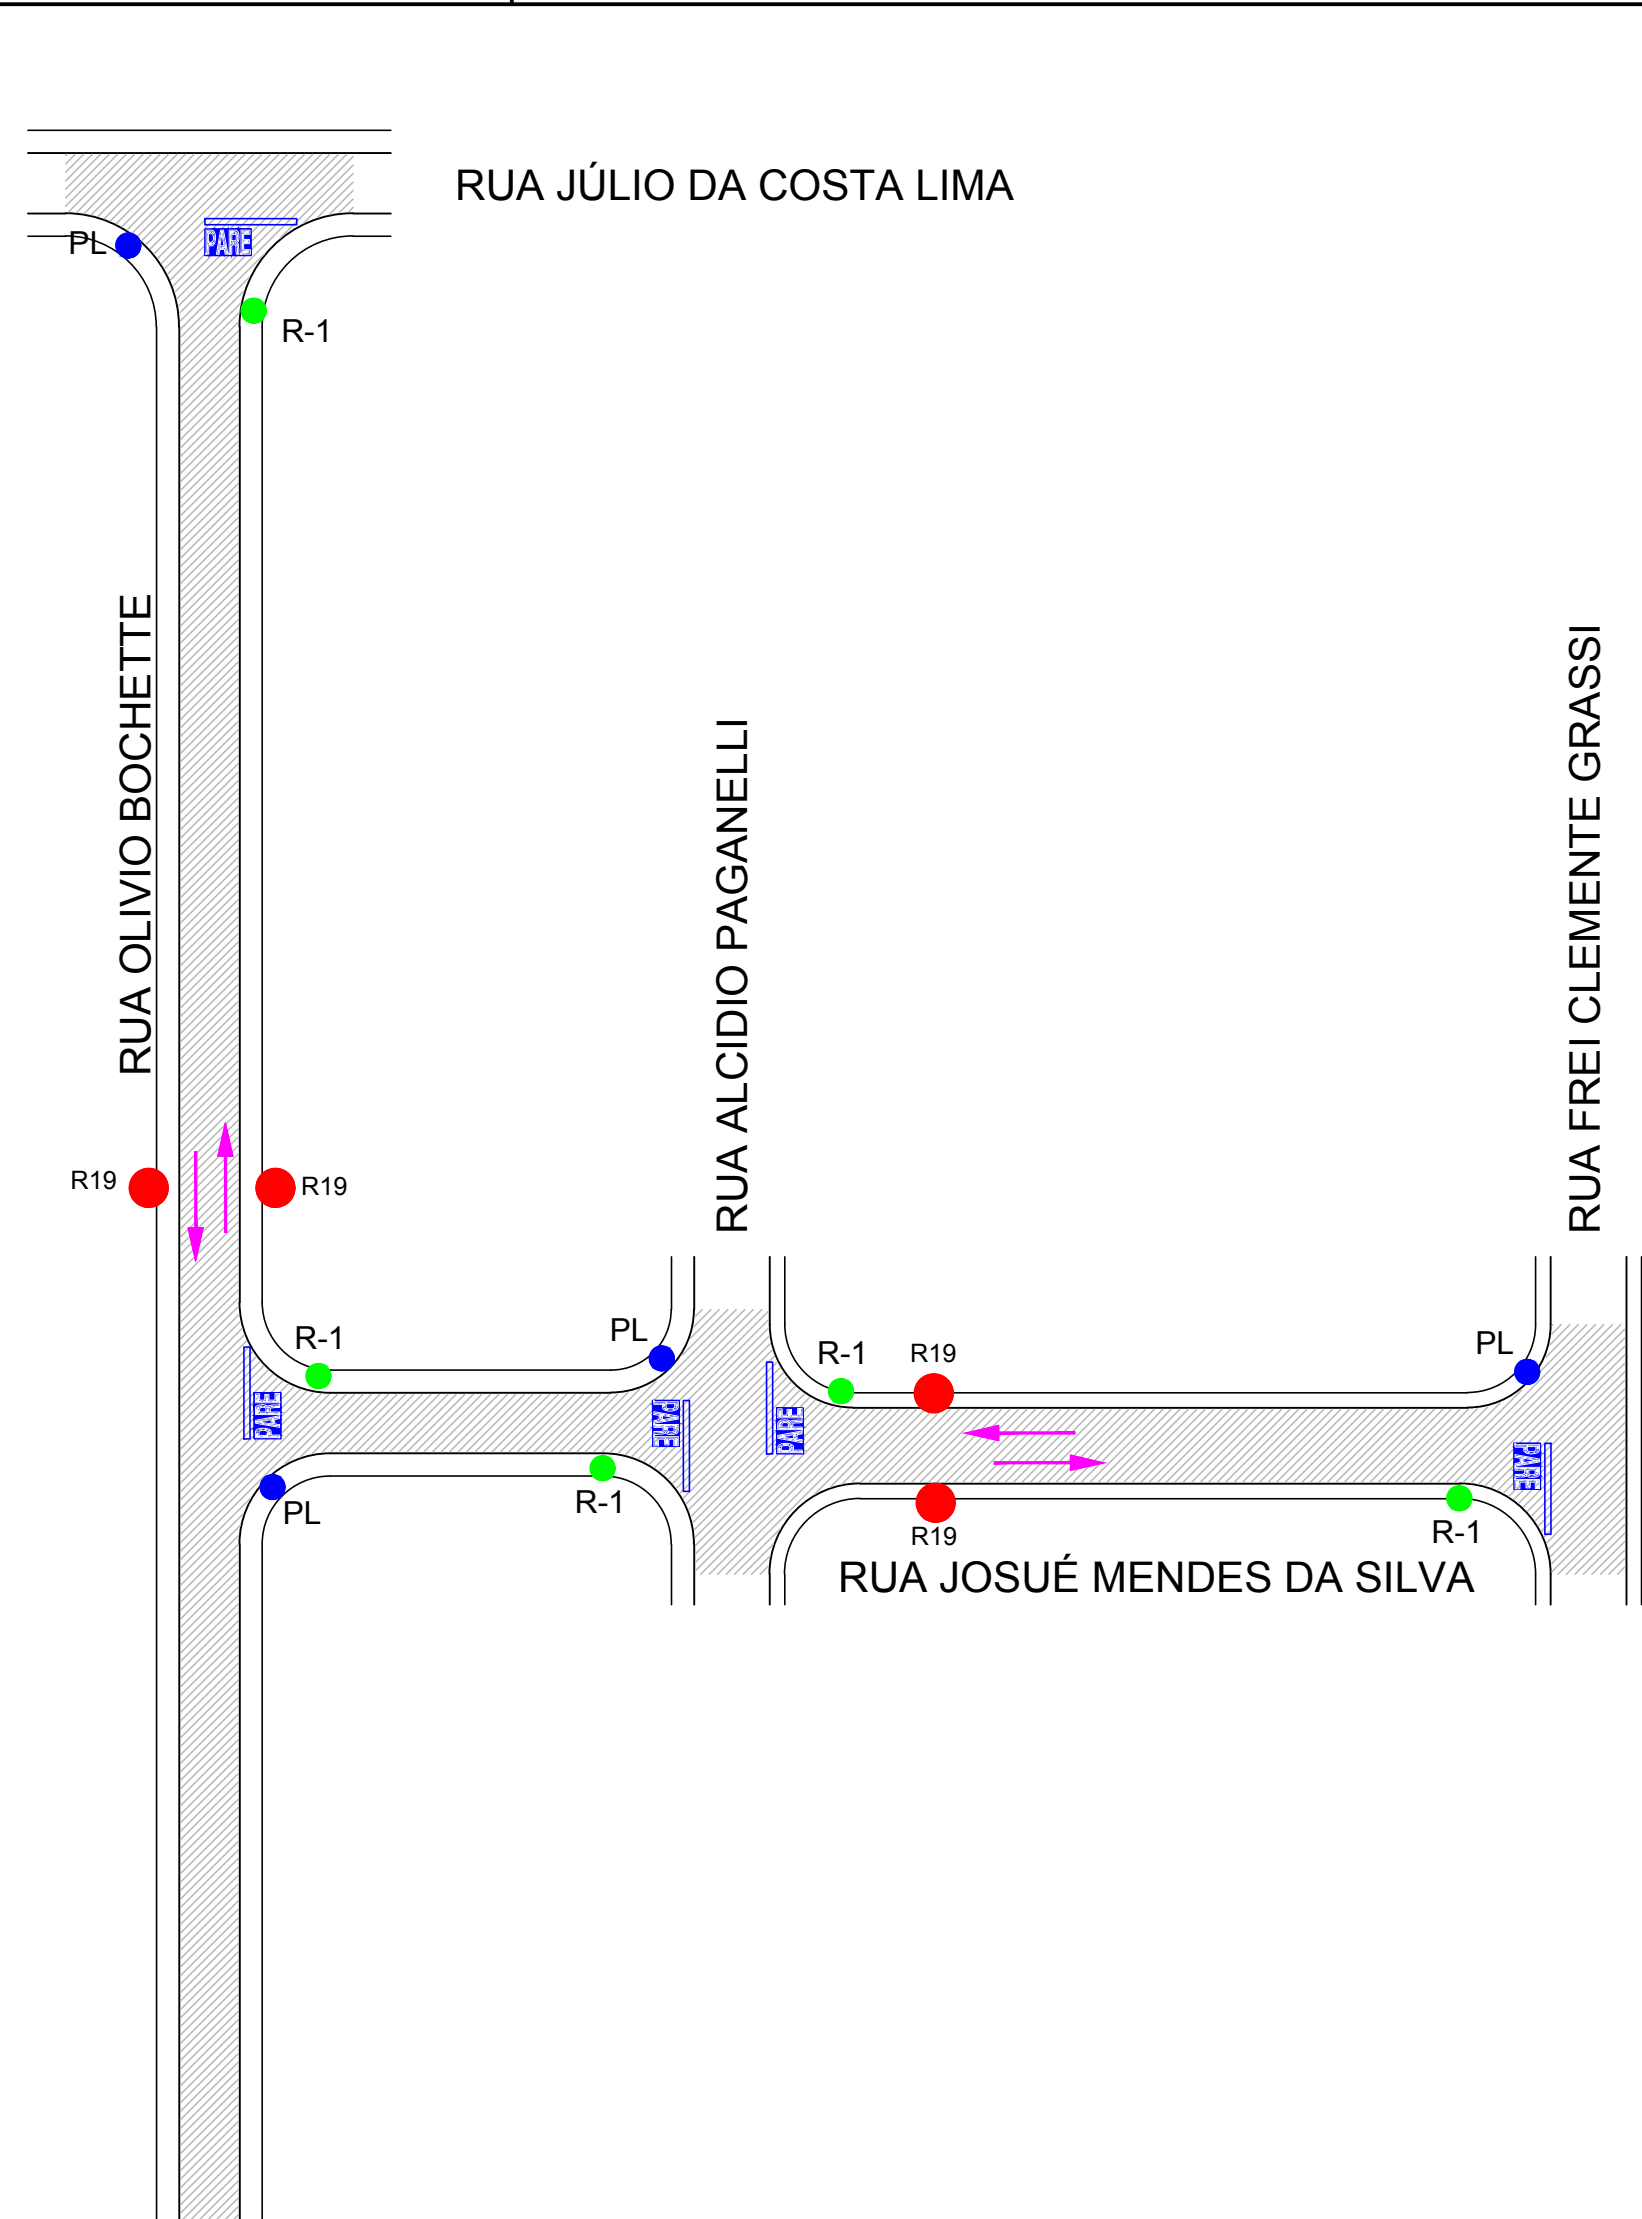 RUA JÚLIO DA COSTA LIMA
PARE
PL
R-1
RUA OLIVIO BOCHETTE
RUA ALCIDIO PAGANELLI
RUA FREI CLEMENTE GRASSI
R19
R19
R-1
PL
R-1
R19
PL
PARE
PARE
PARE
PARE
PL
R-1
R19
R-1
RUA JOSUÉ MENDES DA SILVA